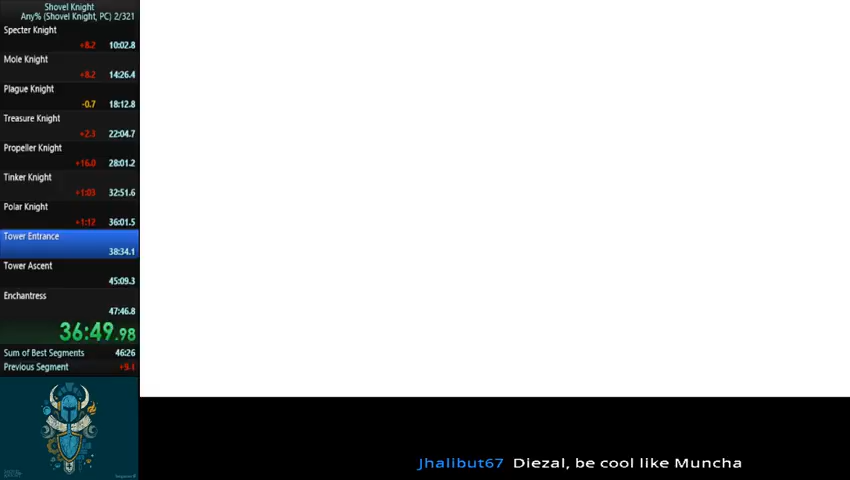 Shovel Knight
Any% (Shovel Knight, PC) 2/321
Specter Knight
+8.2 10:02.8
Mole Knight
+8.2 14:26.4
Plague Knight
-0.7 18:12.8
Treasure Knight
+2.3 22:04.7
Propeller Knight
+16.0 28:01.2
Tinker Knight
+1:03 32:51.6
Polar Knight
+1:12 36:01.5
Tower Entrance
38:34.1
Tower Ascent
45:09.3
Enchantress
47:46.8
36:49.98
Sum of Best Segments 46:26
Previous Segment +9.1
Jhalibut67 Diezal, be cool like Muncha